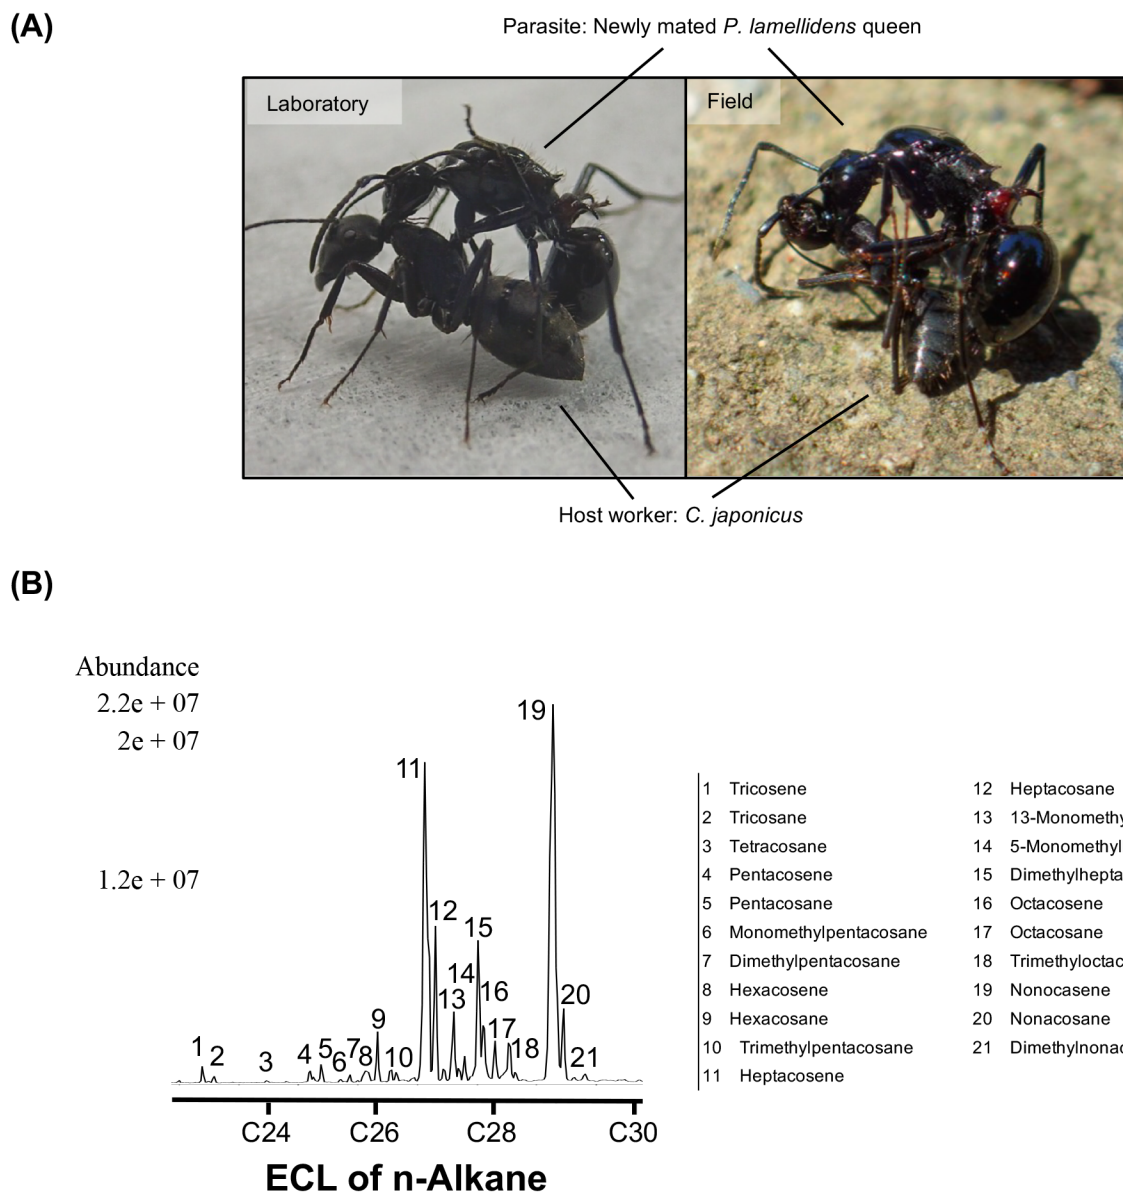 (A)
Parasite: Newly mated P. lamellidens queen
Laboratory
Field
Host worker: C. japonicus
(B)
Abundance
2.2e + 07
2e + 07
1.2e + 07
19
11
12
15
14
13
16
20
9
17
18
1
2
3
4
5
6
7
8
10
21
C24
C26
C28
C30
ECL of n-Alkane
1 Tricosene
2 Tricosane
3 Tetracosane
4 Pentacosene
5 Pentacosane
6 Monomethylpentacosane
7 Dimethylpentacosane
8 Hexacosene
9 Hexacosane
10 Trimethylpentacosane
11 Heptacosene
12 Heptacosane
13 13-Monomethy
14 5-Monomethyl
15 Dimethylhepta
16 Octacosene
17 Octacosane
18 Trimethyloctac
19 Nonocasene
20 Nonacosane
21 Dimethylnonac